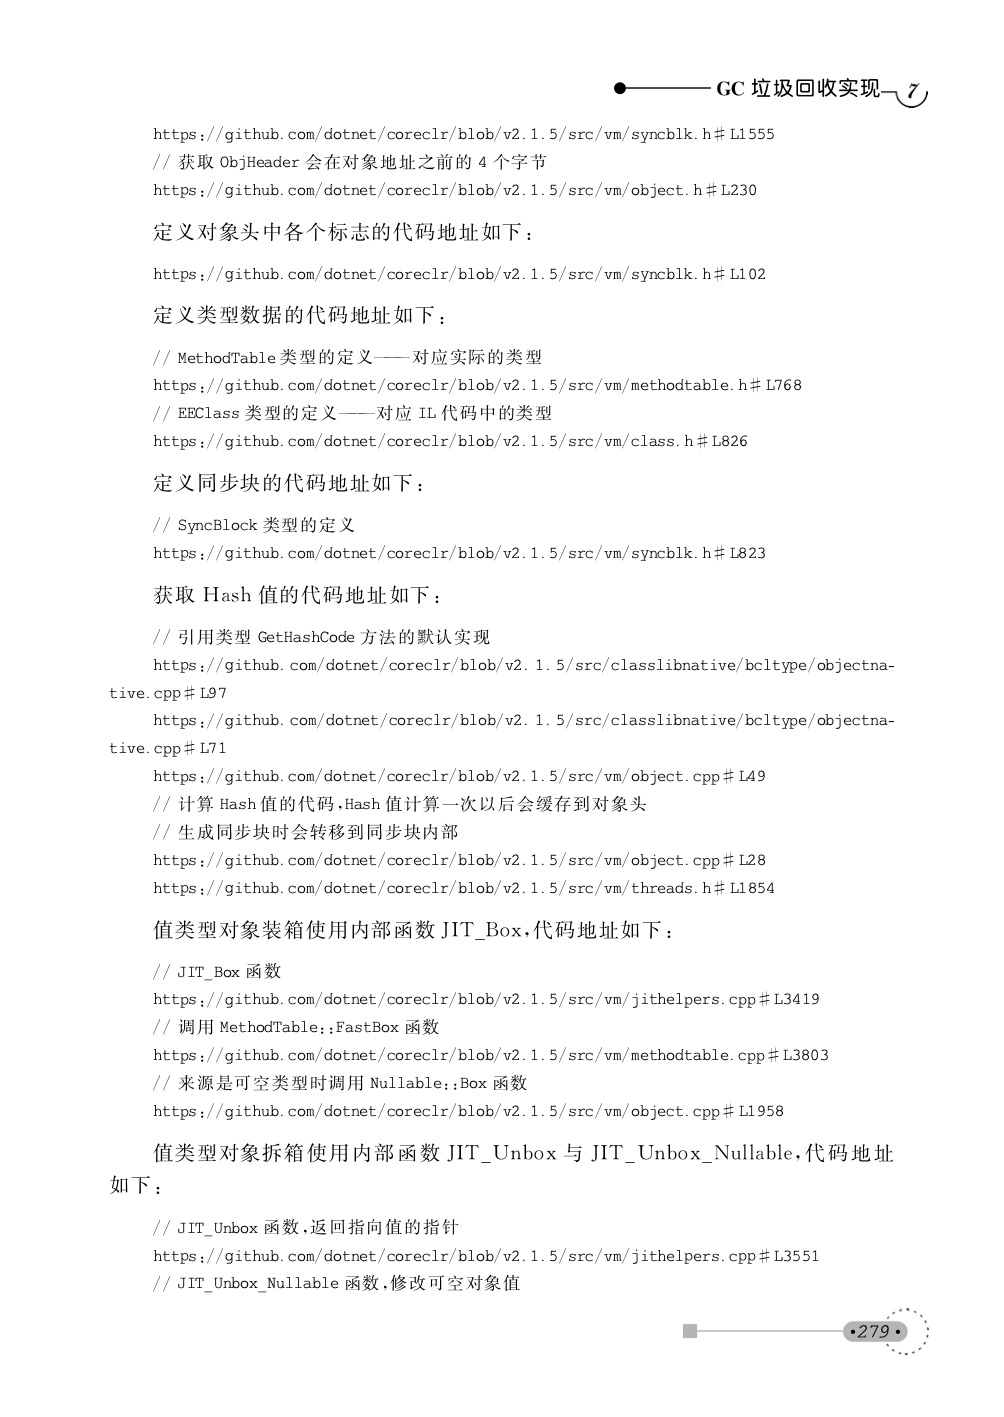 GC 垃圾回收实现 7
https://github.com/dotnet/coreclr/blob/v2.1.5/src/vm/syncblk.h#L1555
// 获取 ObjHeader 会在对象地址之前的 4 个字节
https://github.com/dotnet/coreclr/blob/v2.1.5/src/vm/object.h#L230
定义对象头中各个标志的代码地址如下：
https://github.com/dotnet/coreclr/blob/v2.1.5/src/vm/syncblk.h#L102
定义类型数据的代码地址如下：
// MethodTable 类型的定义——对应实际的类型
https://github.com/dotnet/coreclr/blob/v2.1.5/src/vm/methodtable.h#L768
// EEClass 类型的定义——对应 IL 代码中的类型
https://github.com/dotnet/coreclr/blob/v2.1.5/src/vm/class.h#L826
定义同步块的代码地址如下：
// SyncBlock 类型的定义
https://github.com/dotnet/coreclr/blob/v2.1.5/src/vm/syncblk.h#L823
获取 Hash 值的代码地址如下：
// 引用类型 GetHashCode 方法的默认实现
https://github.com/dotnet/coreclr/blob/v2.1.5/src/classlibnative/bcltype/objectna-
tive.cpp#L97
https://github.com/dotnet/coreclr/blob/v2.1.5/src/classlibnative/bcltype/objectna-
tive.cpp#L71
https://github.com/dotnet/coreclr/blob/v2.1.5/src/vm/object.cpp#L49
// 计算 Hash 值的代码，Hash 值计算一次以后会缓存到对象头
// 生成同步块时会转移到同步块内部
https://github.com/dotnet/coreclr/blob/v2.1.5/src/vm/object.cpp#L28
https://github.com/dotnet/coreclr/blob/v2.1.5/src/vm/threads.h#L1854
值类型对象装箱使用内部函数 JIT_Box，代码地址如下：
// JIT_Box 函数
https://github.com/dotnet/coreclr/blob/v2.1.5/src/vm/jithelpers.cpp#L3419
// 调用 MethodTable::FastBox 函数
https://github.com/dotnet/coreclr/blob/v2.1.5/src/vm/methodtable.cpp#L3803
// 来源是可空类型时调用 Nullable::Box 函数
https://github.com/dotnet/coreclr/blob/v2.1.5/src/vm/object.cpp#L1958
值类型对象拆箱使用内部函数 JIT_Unbox 与 JIT_Unbox_Nullable，代码地址
如下：
// JIT_Unbox 函数，返回指向值的指针
https://github.com/dotnet/coreclr/blob/v2.1.5/src/vm/jithelpers.cpp#L3551
// JIT_Unbox_Nullable 函数，修改可空对象值
•279•